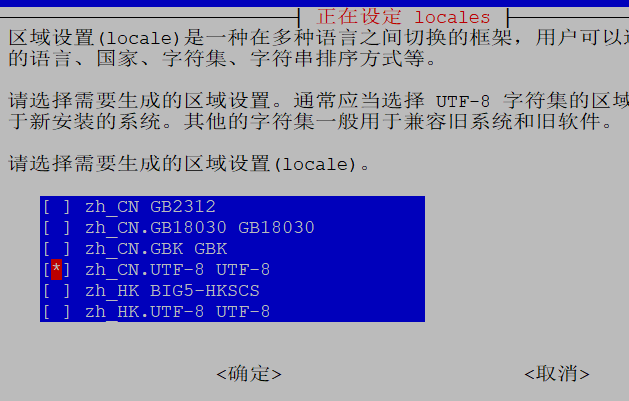 正在设定 locales
区域设置(locale)是一种在多种语言之间切换的框架，用户可以
的语言、国家、字符集、字符串排序方式等。
请选择需要生成的区域设置。通常应当选择 UTF-8 字符集的区域
于新安装的系统。其他的字符集一般用于兼容旧系统和旧软件。
请选择需要生成的区域设置(locale)。
[ ] zh_CN GB2312
[ ] zh_CN.GB18030 GB18030
[ ] zh_CN.GBK GBK
[*] zh_CN.UTF-8 UTF-8
[ ] zh_HK BIG5-HKSCS
[ ] zh_HK.UTF-8 UTF-8
<确定> <取消>